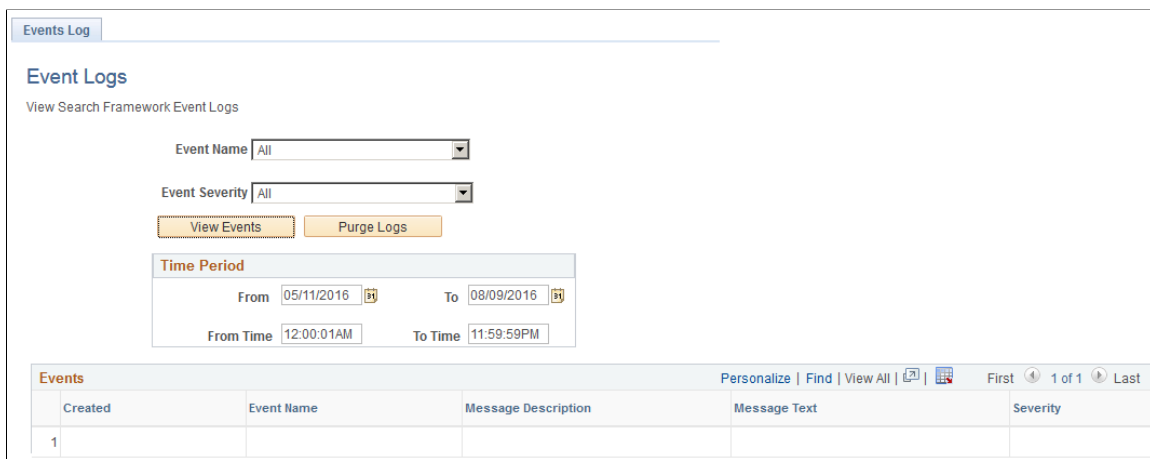 Events Log
Event Logs
View Search Framework Event Logs
Event Name All
Event Severity All
View Events Purge Logs
Time Period
From 05/11/2016 31 To 08/09/2016 31
From Time 12:00:01AM To Time 11:59:59PM
Events Personalize | Find | View All | | First 1 of 1 Last
Created Event Name Message Description Message Text Severity
1